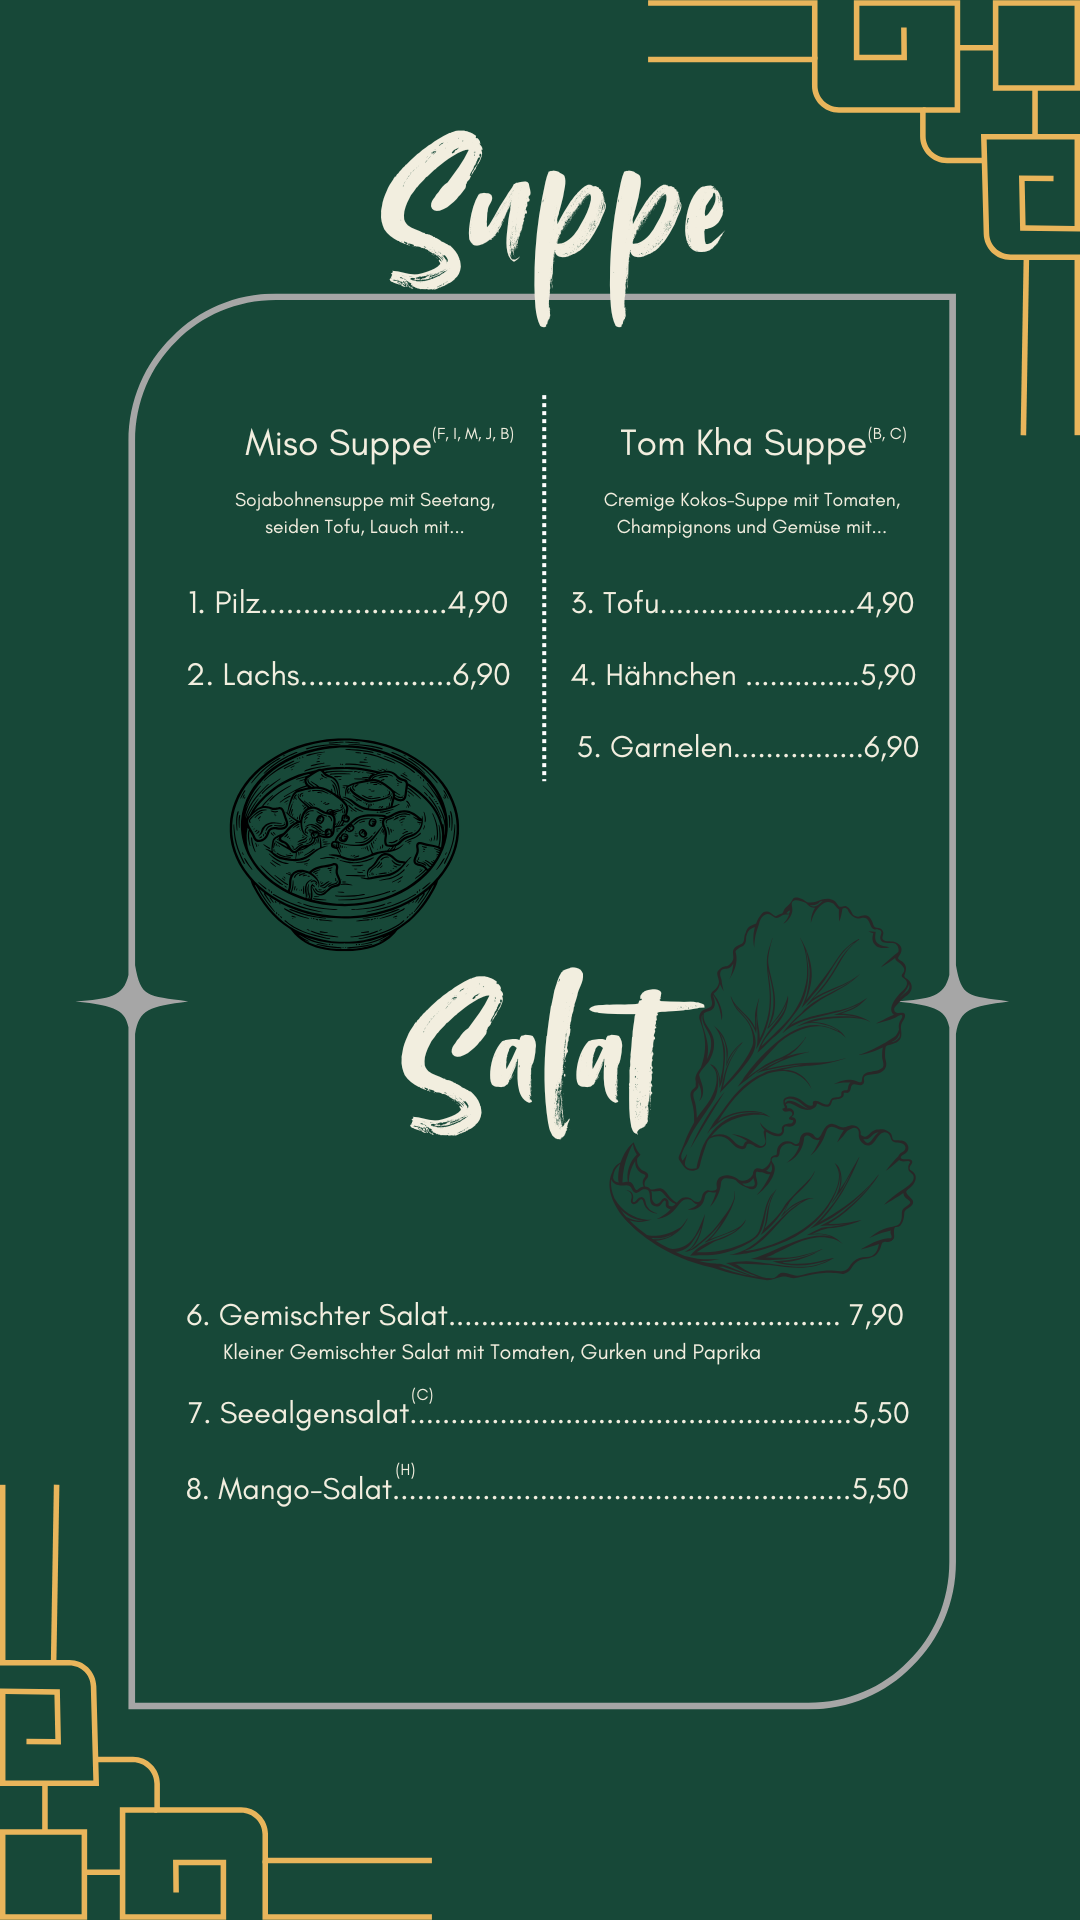 Suppe
Miso Suppe(F, I, M, J, B)
Sojabohnensuppe mit Seetang,
seiden Tofu, Lauch mit...
1. Pilz......................4,90
2. Lachs..................6,90
Tom Kha Suppe(B, C)
Cremige Kokos-Suppe mit Tomaten,
Champignons und Gemüse mit...
3. Tofu.......................4,90
4. Hähnchen ..............5,90
5. Garnelen...............6,90
Salat
6. Gemischter Salat............................................... 7,90
Kleiner Gemischter Salat mit Tomaten, Gurken und Paprika
7. Seealgensalat(C).....................................................5,50
8. Mango-Salat(H).......................................................5,50